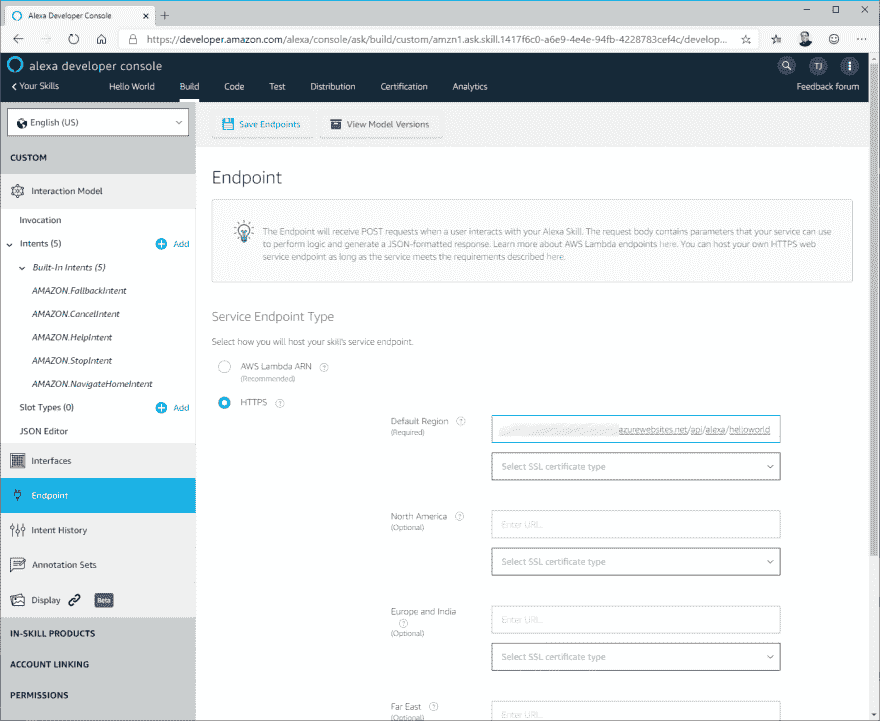 Alexa Developer Console
https://developer.amazon.com/alexa/console/ask/build/custom/amzn1.ask.skill.1417f6c0-a6e9-4e4e-94fb-4228783cef4c/develop...
alexa developer console
TJ
Your Skills
Hello World
Build
Code
Test
Distribution
Certification
Analytics
Feedback forum
English (US)
Save Endpoints
View Model Versions
CUSTOM
Interaction Model
Invocation
Intents (5)
Add
Built-In Intents (5)
AMAZON.FallbackIntent
AMAZON.CancelIntent
AMAZON.HelpIntent
AMAZON.StopIntent
AMAZON.NavigateHomeIntent
Slot Types (0)
Add
JSON Editor
Interfaces
Endpoint
Intent History
Annotation Sets
Display
Beta
IN-SKILL PRODUCTS
ACCOUNT LINKING
PERMISSIONS
Endpoint
The Endpoint will receive POST requests when a user interacts with your Alexa Skill. The request body contains parameters that your service can use
to perform logic and generate a JSON-formatted response. Learn more about AWS Lambda endpoints here. You can host your own HTTPS web
service endpoint as long as the service meets the requirements described here.
Service Endpoint Type
Select how you will host your skill's service endpoint.
AWS Lambda ARN ?
(Recommended)
HTTPS ?
Default Region ?
(Required)
azurewebsites.net/api/alexa/helloworld
Select SSL certificate type
North America ?
(Optional)
Enter URI...
Select SSL certificate type
Europe and India
?
(Optional)
Enter URI...
Select SSL certificate type
Far East ?
(Optional)
Enter URI...